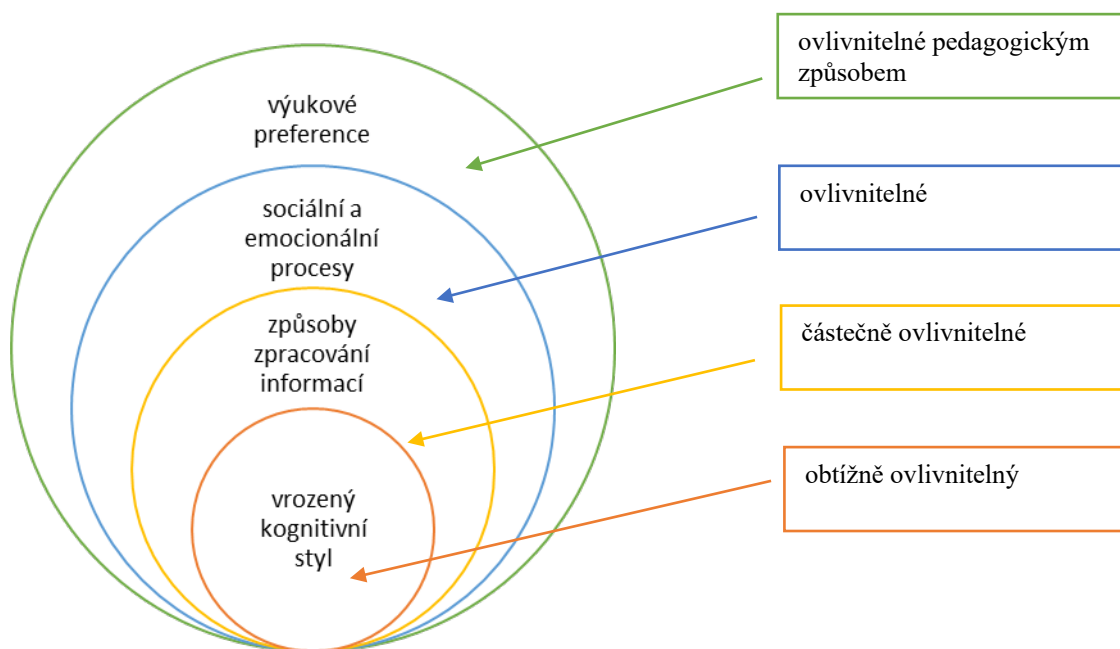 ovlivnitelné pedagogickým
způsobem
výukové
preference
ovlivnitelné
sociální a
emocionální
procesy
způsoby
zpracování
informací
částečně ovlivnitelné
obtížně ovlivnitelný
vrozený
kognitivní
styl